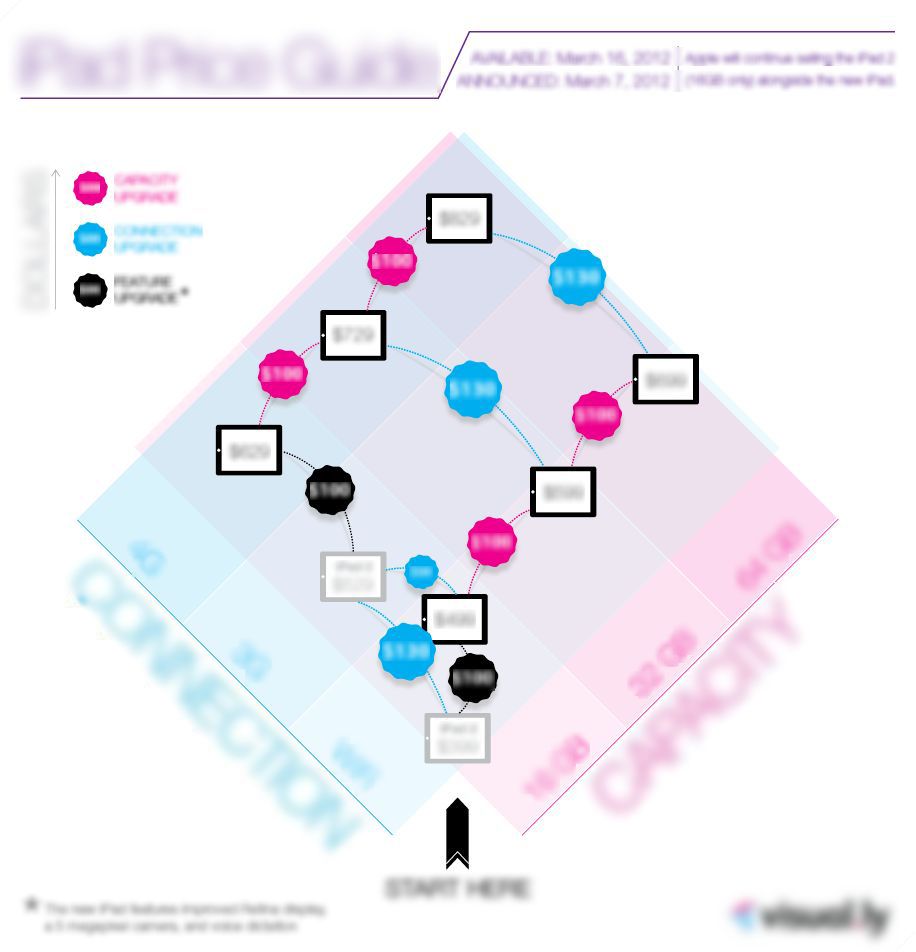 iPad Price Guide
AVAILABLE: March 16, 2012
ANNOUNCED: March 7, 2012
Apple will continue selling the iPad 2
(16GB only) alongside the new iPad.
DOLLARS
CAPACITY
UPGRADE
CONNECTION
UPGRADE
FEATURE
UPGRADE*
$829
$100
$130
$729
$699
$100
$130
$100
$629
$100
$599
$100
iPad 2
$529
$499
$130
$100
iPad 2
$399
4G
3G
WiFi
CONNECTION
64 GB
32 GB
16 GB
CAPACITY
START HERE
* The new iPad features improved Retina display,
a 5 megapixel camera, and voice dictation
visual.ly